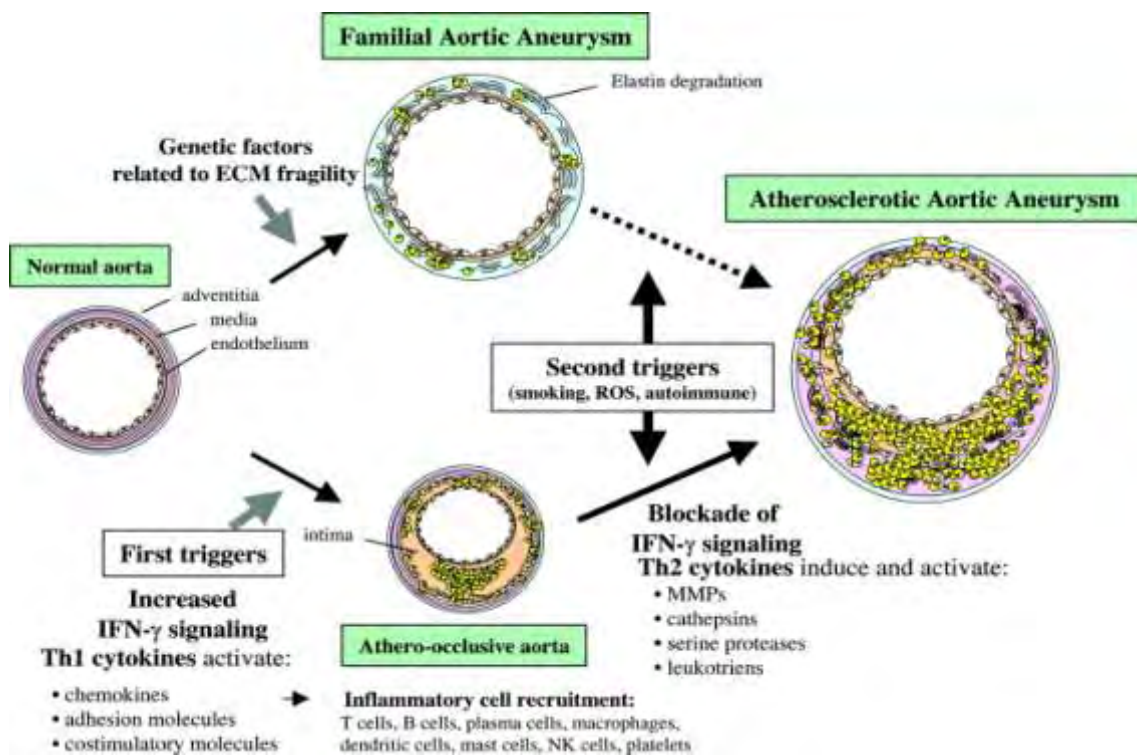 Familial Aortic Aneurysm
Elastin degradation
Genetic factors
related to ECM fragility
Atherosclerotic Aortic Aneurysm
Normal aorta
adventitia
media
endothelium
Second triggers
(smoking, ROS, autoimmune)
intima
First triggers
Increased
IFN-γ signaling
Th1 cytokines activate:
• chemokines
• adhesion molecules
• costimulatory molecules
Athero-occlusive aorta
Inflammatory cell recruitment:
T cells, B cells, plasma cells, macrophages,
dendritic cells, mast cells, NK cells, platelets
Blockade of
IFN-γ signaling
Th2 cytokines induce and activate:
• MMPs
• cathepsins
• serine proteases
• leukotriens